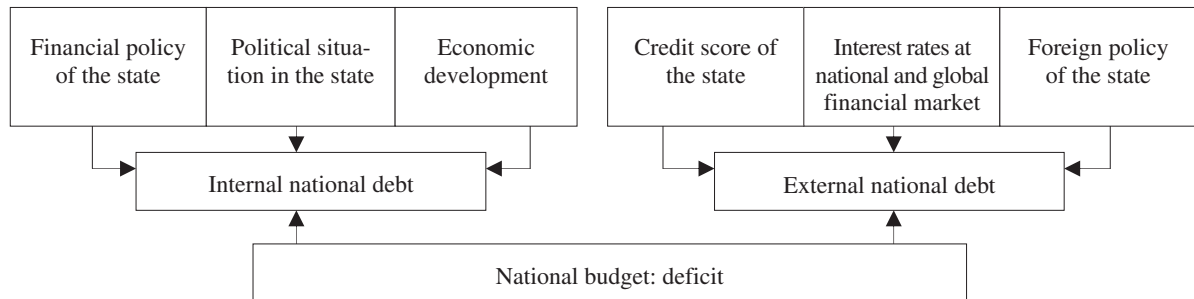 Financial policy
of the state
Political situa-
tion in the state
Economic
development
Credit score of
the state
Interest rates at
national and global
financial market
Foreign policy
of the state
Internal national debt
External national debt
National budget: deficit